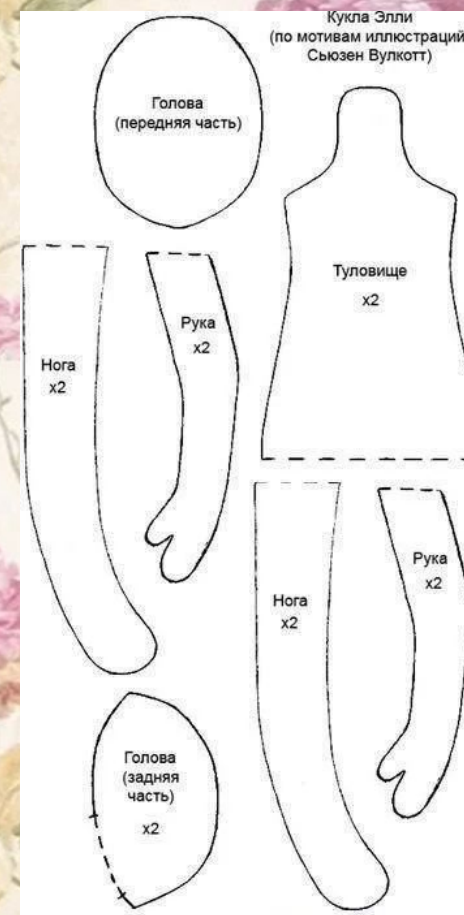 Кукла Элли
(по мотивам иллюстраций
Сьюзен Вулкотт)
Голова
(передняя часть)
Туловище
x2
Рука
x2
Нога
x2
Рука
x2
Нога
x2
Голова
(задняя
часть)
x2